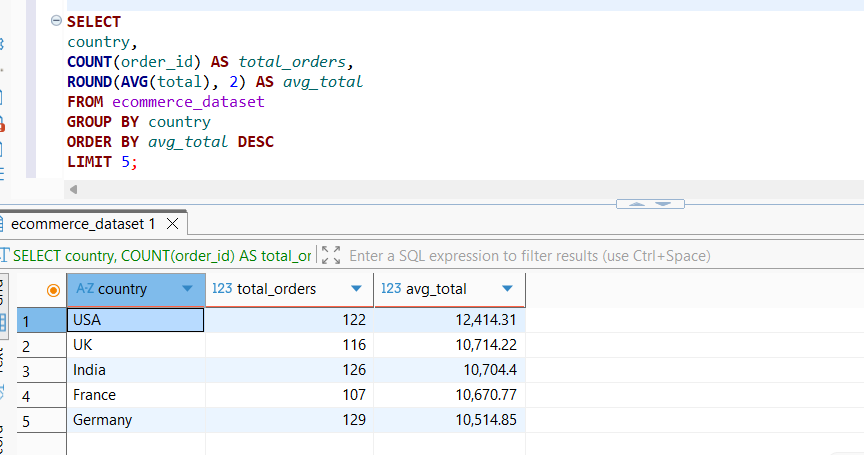 SELECT
country,
COUNT(order_id) AS total_orders,
ROUND(AVG(total), 2) AS avg_total
FROM ecommerce_dataset
GROUP BY country
ORDER BY avg_total DESC
LIMIT 5;
ecommerce_dataset 1
SELECT country, COUNT(order_id) AS total_or Enter a SQL expression to filter results (use Ctrl+Space)
A-Z country 123 total_orders 123 avg_total
1 USA 122 12,414.31
2 UK 116 10,714.22
3 India 126 10,704.4
4 France 107 10,670.77
5 Germany 129 10,514.85